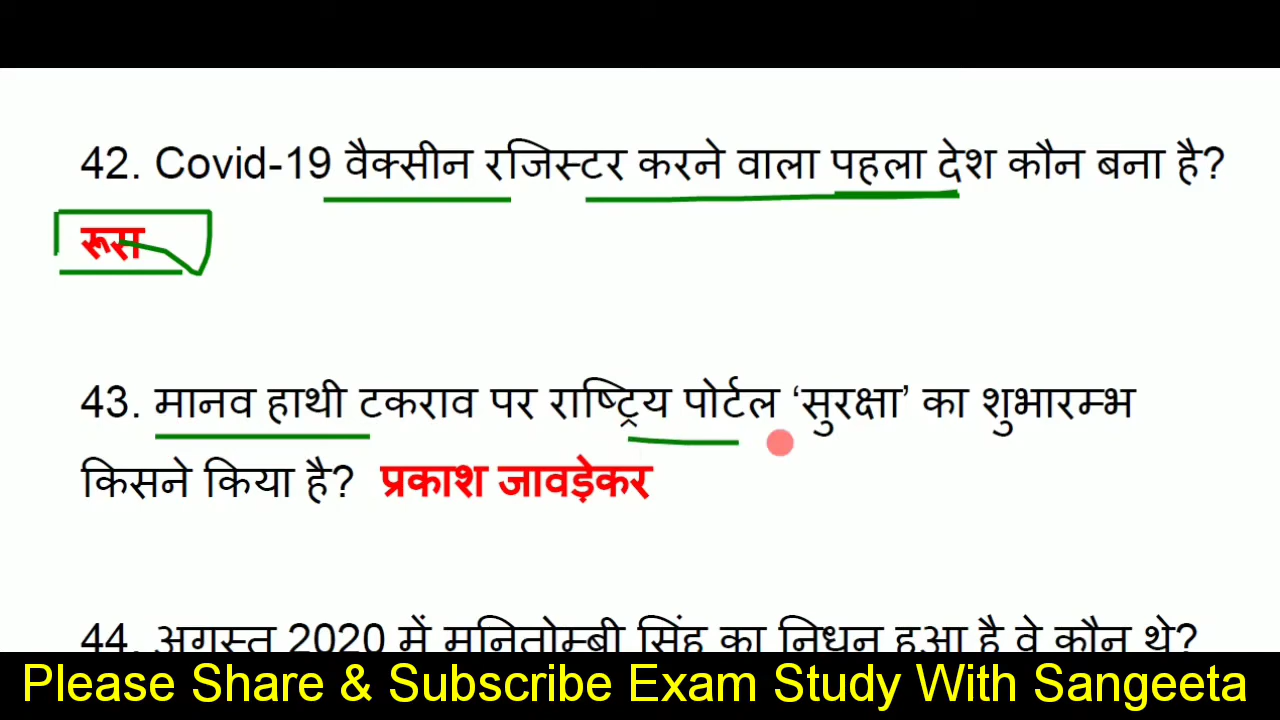 42. Covid-19 वैक्सीन रजिस्टर करने वाला पहला देश कौन बना है?
रूस
43. मानव हाथी टकराव पर राष्ट्रिय पोर्टल ‘सुरक्षा’ का शुभारम्भ
किसने किया है? प्रकाश जावड़ेकर
44. अगस्त 2020 में मनितोम्बी सिंह का निधन हुआ है वे कौन थे?
Please Share & Subscribe Exam Study With Sangeeta